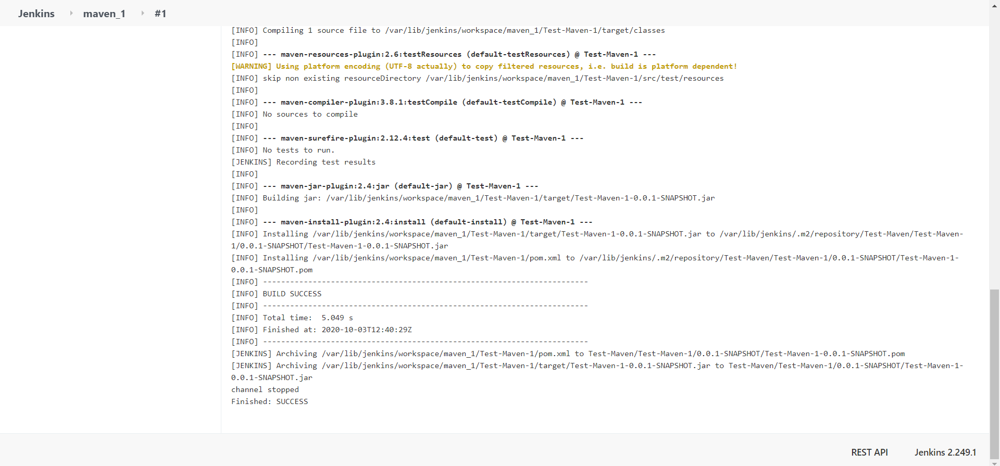 Jenkins maven_1 #1
[INFO] Compiling 1 source file to /var/lib/jenkins/workspace/maven_1/Test-Maven-1/target/classes
[INFO]
[INFO] --- maven-resources-plugin:2.6:testResources (default-testResources) @ Test-Maven-1 ---
[WARNING] Using platform encoding (UTF-8 actually) to copy filtered resources, i.e. build is platform dependent!
[INFO] skip non existing resourceDirectory /var/lib/jenkins/workspace/maven_1/Test-Maven-1/src/test/resources
[INFO]
[INFO] --- maven-compiler-plugin:3.8.1:testCompile (default-testCompile) @ Test-Maven-1 ---
[INFO] No sources to compile
[INFO]
[INFO] --- maven-surefire-plugin:2.12.4:test (default-test) @ Test-Maven-1 ---
[INFO] No tests to run.
[JENKINS] Recording test results
[INFO]
[INFO] --- maven-jar-plugin:2.4:jar (default-jar) @ Test-Maven-1 ---
[INFO] Building jar: /var/lib/jenkins/workspace/maven_1/Test-Maven-1/target/Test-Maven-1-0.0.1-SNAPSHOT.jar
[INFO]
[INFO] --- maven-install-plugin:2.4:install (default-install) @ Test-Maven-1 ---
[INFO] Installing /var/lib/jenkins/workspace/maven_1/Test-Maven-1/target/Test-Maven-1-0.0.1-SNAPSHOT.jar to /var/lib/jenkins/.m2/repository/Test-Maven/Test-Maven-
1/0.0.1-SNAPSHOT/Test-Maven-1-0.0.1-SNAPSHOT.jar
[INFO] Installing /var/lib/jenkins/workspace/maven_1/Test-Maven-1/pom.xml to /var/lib/jenkins/.m2/repository/Test-Maven/Test-Maven-1/0.0.1-SNAPSHOT/Test-Maven-1-
0.0.1-SNAPSHOT.pom
[INFO] ------------------------------------------------------------------------
[INFO] BUILD SUCCESS
[INFO] ------------------------------------------------------------------------
[INFO] Total time:  5.049 s
[INFO] Finished at: 2020-10-03T12:40:29Z
[INFO] ------------------------------------------------------------------------
[JENKINS] Archiving /var/lib/jenkins/workspace/maven_1/Test-Maven-1/pom.xml to Test-Maven/Test-Maven-1/0.0.1-SNAPSHOT/Test-Maven-1-0.0.1-SNAPSHOT.pom
[JENKINS] Archiving /var/lib/jenkins/workspace/maven_1/Test-Maven-1/target/Test-Maven-1-0.0.1-SNAPSHOT.jar to Test-Maven/Test-Maven-1/0.0.1-SNAPSHOT/Test-Maven-1-
0.0.1-SNAPSHOT.jar
channel stopped
Finished: SUCCESS
REST API Jenkins 2.249.1